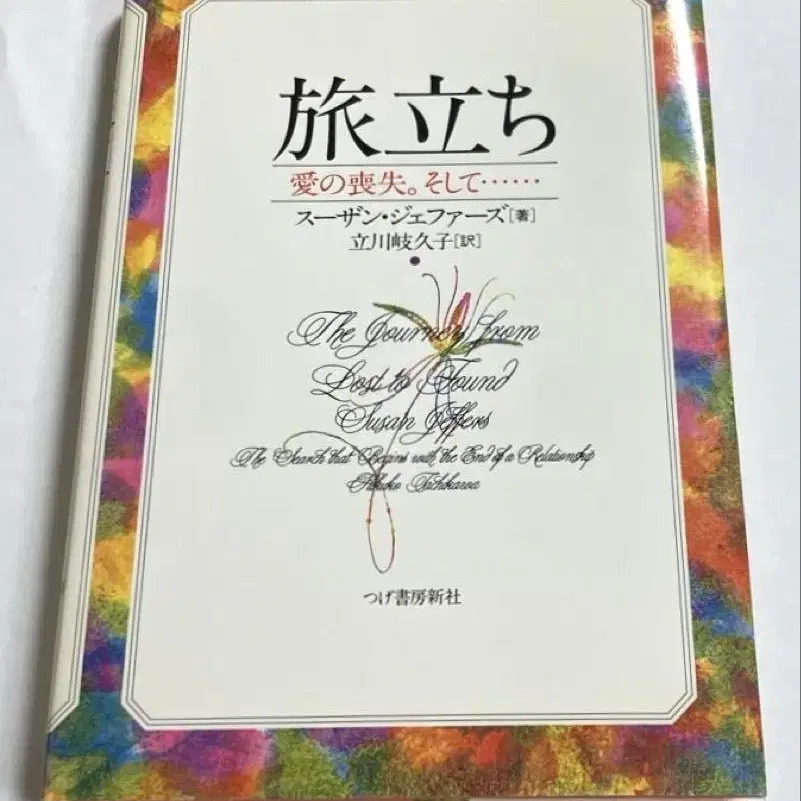 旅立ち
愛の喪失。そして……
スーザン・ジェファーズ[著]
立川岐久子[訳]
The Journey from
Lost to Found
Susan Jeffers
The Search that Begins with the End of a Relationship
Tachikawa
つげ書房新社